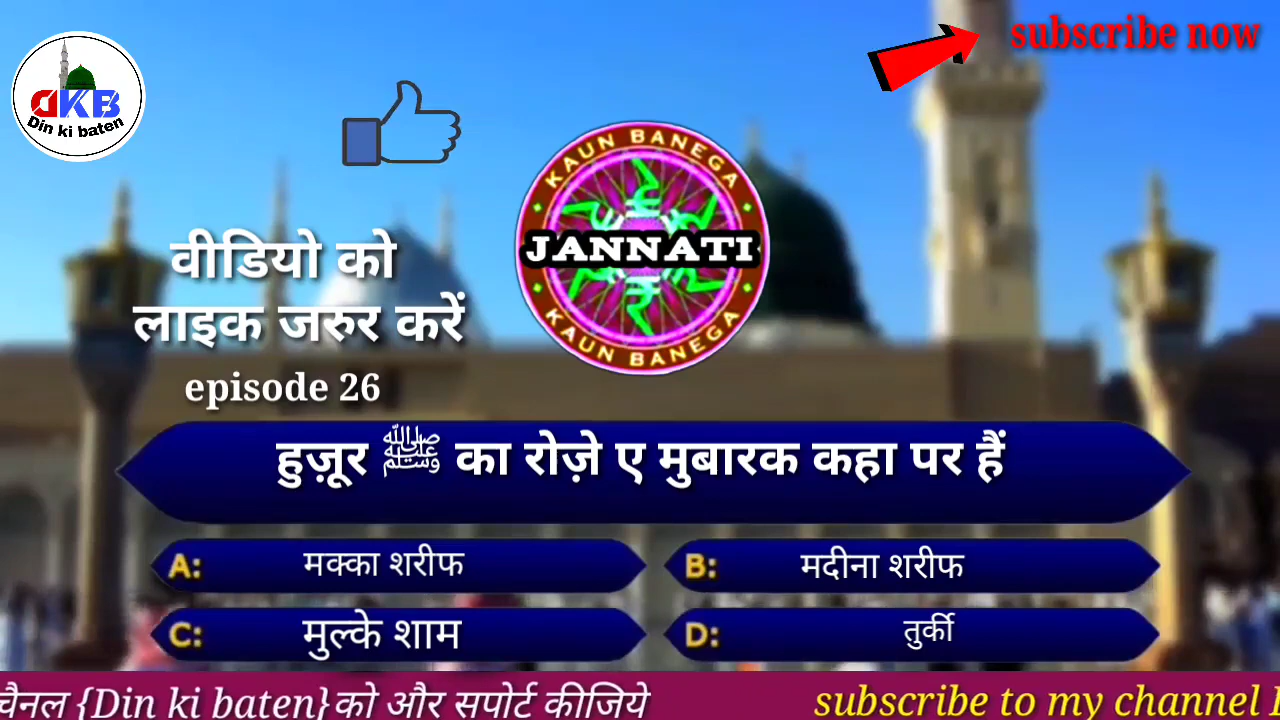 subscribe now
DKB
Din ki baten
KAUN BANEGA
JANNATI
KAUN BANEGA
वीडियो को
लाइक जरुर करें
episode 26
हुज़ूर ﷺ का रोज़े ए मुबारक कहा पर हैं
A: मक्का शरीफ
B: मदीना शरीफ
C: मुल्के शाम
D: तुर्की
चैनल {Din ki baten} को और सपोर्ट कीजिये
subscribe to my channel